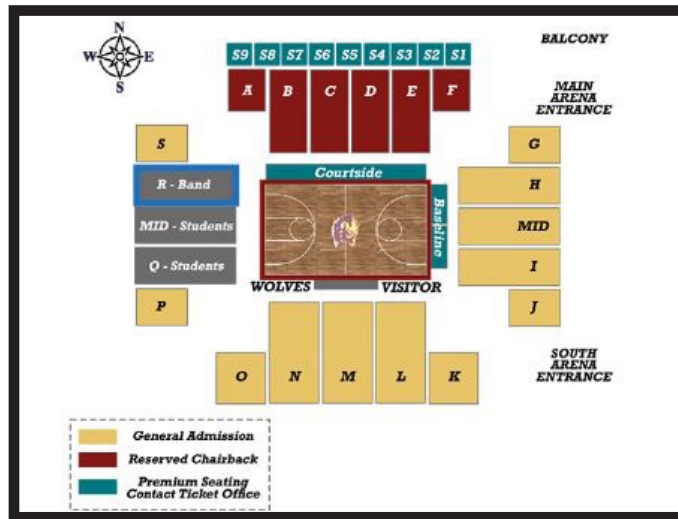 N
W E
S
BALCONY
S9 S8 S7 S6 S5 S4 S3 S2 S1
MAIN
ARENA
ENTRANCE
A B C D E F
S G
Courtside
R - Band H
MID - Students Baseline MID
Q - Students I
WOLVES VISITOR
P J
SOUTH
ARENA
ENTRANCE
O N M L K
General Admission
Reserved Chairback
Premium Seating
Contact Ticket Office